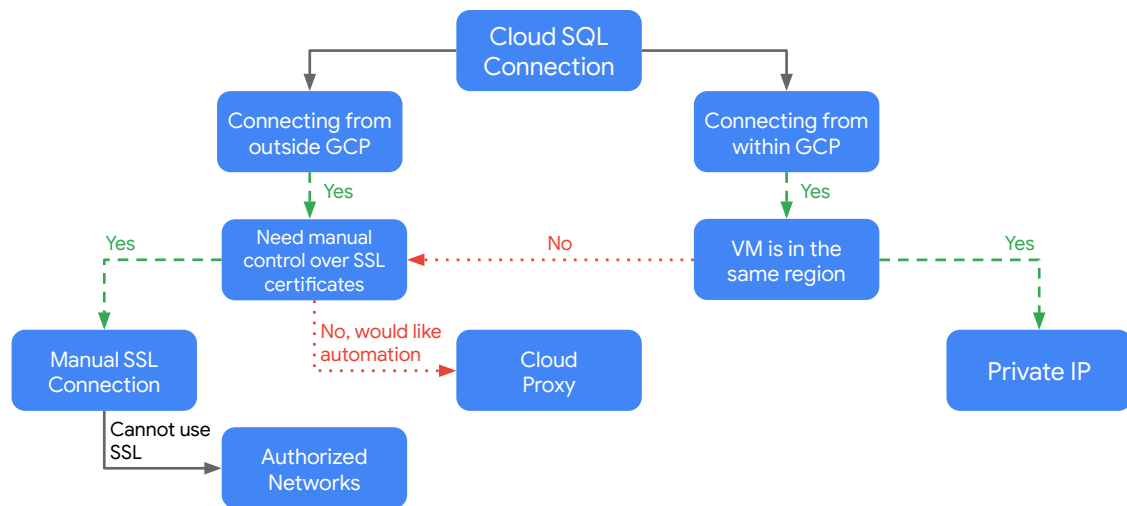 Cloud SQL
Connection
Connecting from
outside GCP
Connecting from
within GCP
Yes
Yes
Yes
Need manual
control over SSL
certificates
No
VM is in the
same region
Yes
No, would like
automation
Manual SSL
Connection
Cloud
Proxy
Private IP
Cannot use
SSL
Authorized
Networks